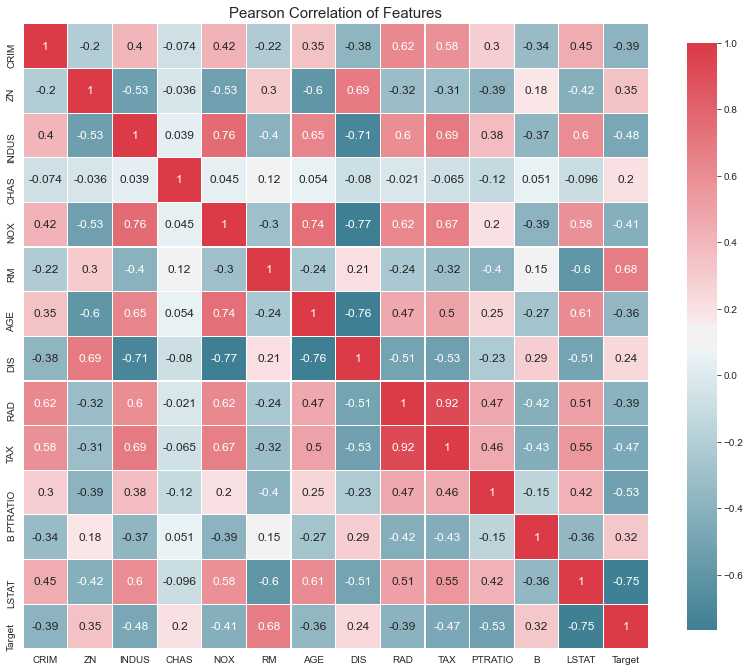 Pearson Correlation of Features
CRIM 1 -0.2 0.4 -0.074 0.42 -0.22 0.35 -0.38 0.62 0.58 0.3 -0.34 0.45 -0.39
ZN -0.2 1 -0.53 -0.036 -0.53 0.3 -0.6 0.69 -0.32 -0.31 -0.39 0.18 -0.42 0.35
INDUS 0.4 -0.53 1 0.039 0.76 -0.4 0.65 -0.71 0.6 0.69 0.38 -0.37 0.6 -0.48
CHAS -0.074 -0.036 0.039 1 0.045 0.12 0.054 -0.08 -0.021 -0.065 -0.12 0.051 -0.096 0.2
NOX 0.42 -0.53 0.76 0.045 1 -0.3 0.74 -0.77 0.62 0.67 0.2 -0.39 0.58 -0.41
RM -0.22 0.3 -0.4 0.12 -0.3 1 -0.24 0.21 -0.24 -0.32 -0.4 0.15 -0.6 0.68
AGE 0.35 -0.6 0.65 0.054 0.74 -0.24 1 -0.76 0.47 0.5 0.25 -0.27 0.61 -0.36
DIS -0.38 0.69 -0.71 -0.08 -0.77 0.21 -0.76 1 -0.51 -0.53 -0.23 0.29 -0.51 0.24
RAD 0.62 -0.32 0.6 -0.021 0.62 -0.24 0.47 -0.51 1 0.92 0.47 -0.42 0.51 -0.39
TAX 0.58 -0.31 0.69 -0.065 0.67 -0.32 0.5 -0.53 0.92 1 0.46 -0.43 0.55 -0.47
PTRATIO 0.3 -0.39 0.38 -0.12 0.2 -0.4 0.25 -0.23 0.47 0.46 1 -0.15 0.42 -0.53
B -0.34 0.18 -0.37 0.051 -0.39 0.15 -0.27 0.29 -0.42 -0.43 -0.15 1 -0.36 0.32
LSTAT 0.45 -0.42 0.6 -0.096 0.58 -0.6 0.61 -0.51 0.51 0.55 0.42 -0.36 1 -0.75
Target -0.39 0.35 -0.48 0.2 -0.41 0.68 -0.36 0.24 -0.39 -0.47 -0.53 0.32 -0.75 1
CRIM ZN INDUS CHAS NOX RM AGE DIS RAD TAX PTRATIO B LSTAT Target
1.0
0.8
0.6
0.4
0.2
0.0
−0.2
−0.4
−0.6